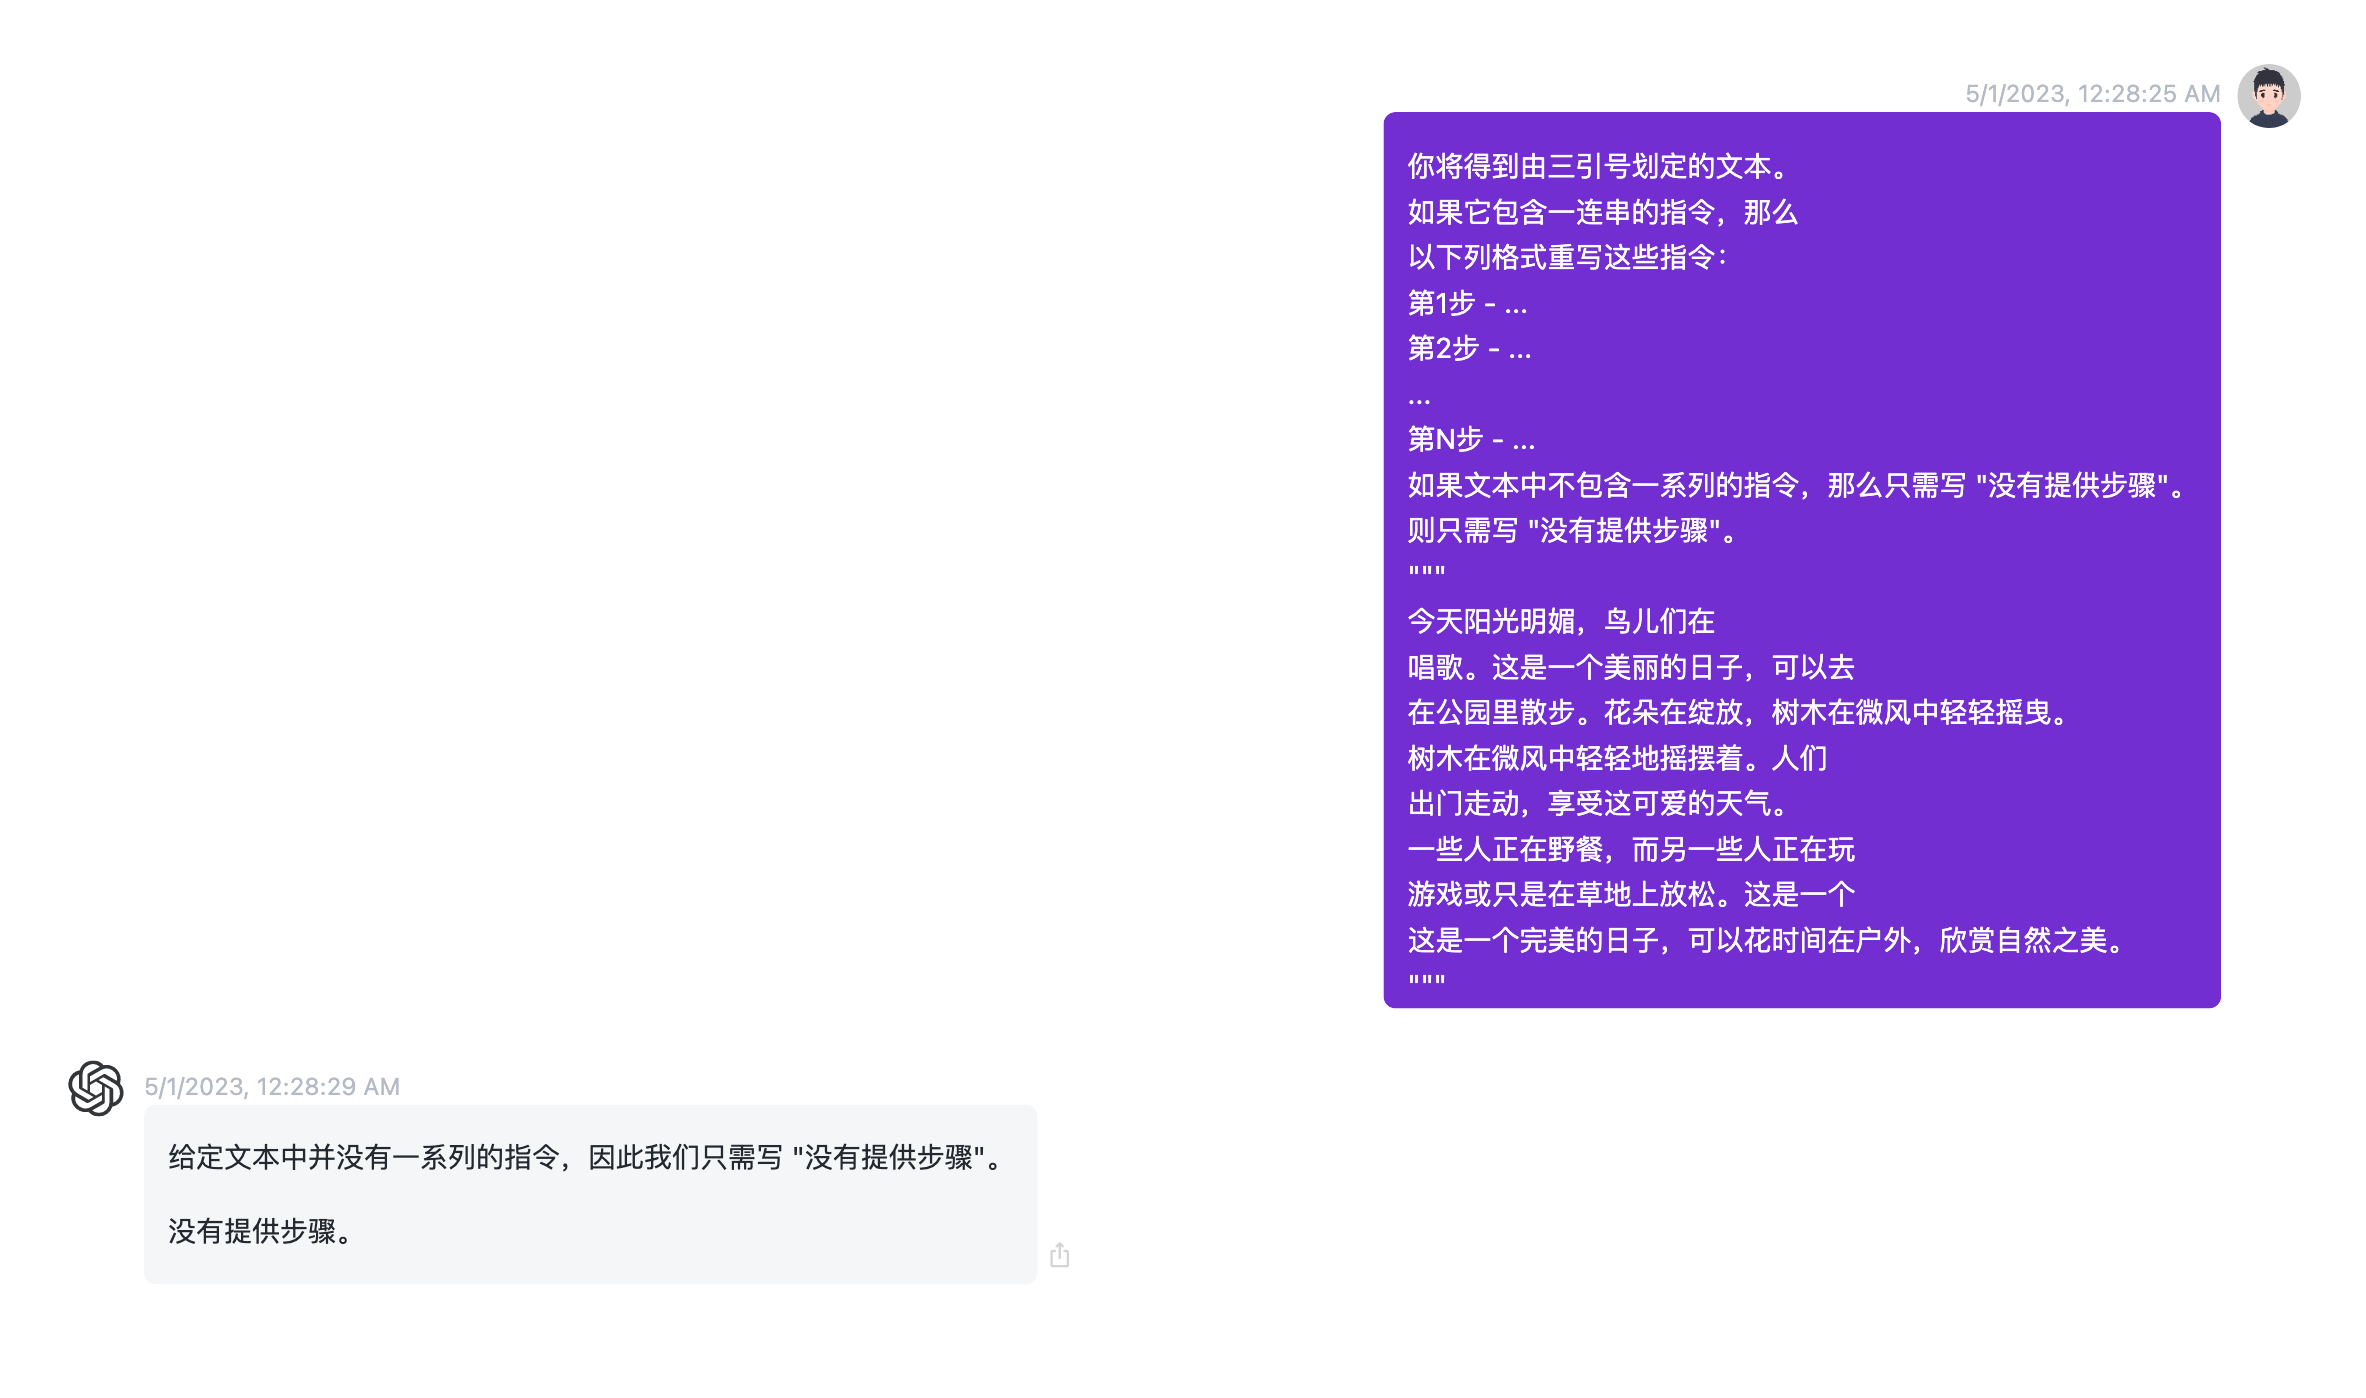 5/1/2023, 12:28:25 AM
你将得到由三引号划定的文本。
如果它包含一连串的指令，那么
以下列格式重写这些指令：
第1步 - ...
第2步 - ...
...
第N步 - ...
如果文本中不包含一系列的指令，那么只需写 "没有提供步骤"。
则只需写 "没有提供步骤"。
"""
今天阳光明媚，鸟儿们在
唱歌。这是一个美丽的日子，可以去
在公园里散步。花朵在绽放，树木在微风中轻轻摇曳。
树木在微风中轻轻地摇摆着。人们
出门走动，享受这可爱的天气。
一些人正在野餐，而另一些人正在玩
游戏或只是在草地上放松。这是一个
这是一个完美的日子，可以花时间在户外，欣赏自然之美。
"""
5/1/2023, 12:28:29 AM
给定文本中并没有一系列的指令，因此我们只需写 "没有提供步骤"。
没有提供步骤。